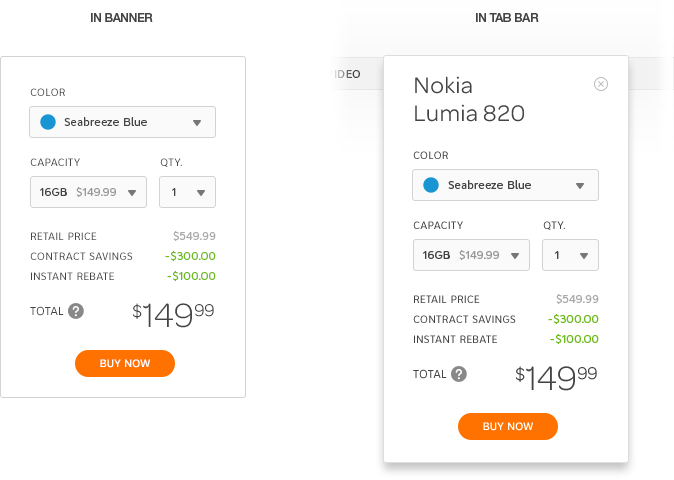 IN BANNER
COLOR
Seabreeze Blue
CAPACITY QTY.
16GB $149.99 1
RETAIL PRICE $549.99
CONTRACT SAVINGS -$300.00
INSTANT REBATE -$100.00
TOTAL ? $149.99
BUY NOW
IN TAB BAR
IDEO
Nokia
Lumia 820
COLOR
Seabreeze Blue
CAPACITY QTY.
16GB $149.99 1
RETAIL PRICE $549.99
CONTRACT SAVINGS -$300.00
INSTANT REBATE -$100.00
TOTAL ? $149.99
BUY NOW